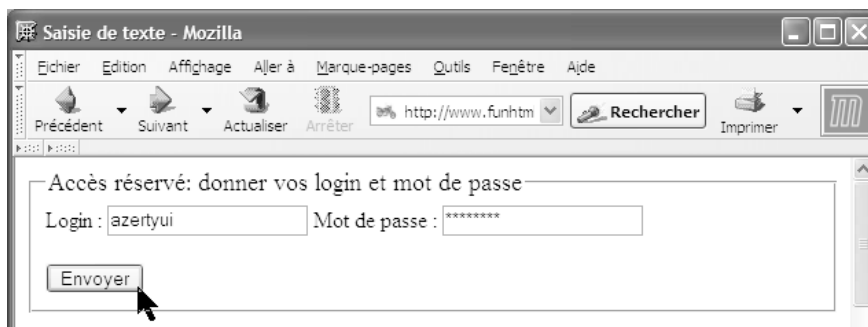 Saisie de texte - Mozilla
Fichier Edition Affichage Aller à Marque-pages Outils Fenêtre Aide
Précédent Suivant Actualiser Arrêter http://www.funhtm Rechercher Imprimer
Accès réservé: donner vos login et mot de passe
Login : azertyui Mot de passe : ********
Envoyer